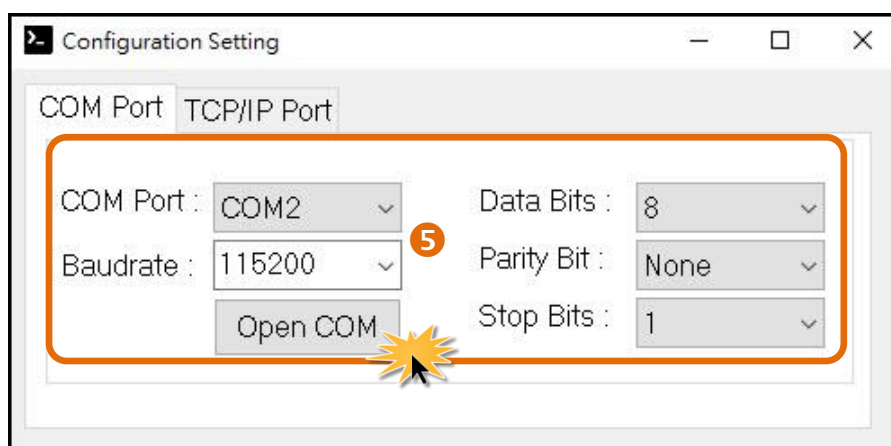 Configuration Setting
COM Port TCP/IP Port
COM Port : COM2
Baudrate : 115200
Open COM
5
Data Bits : 8
Parity Bit : None
Stop Bits : 1